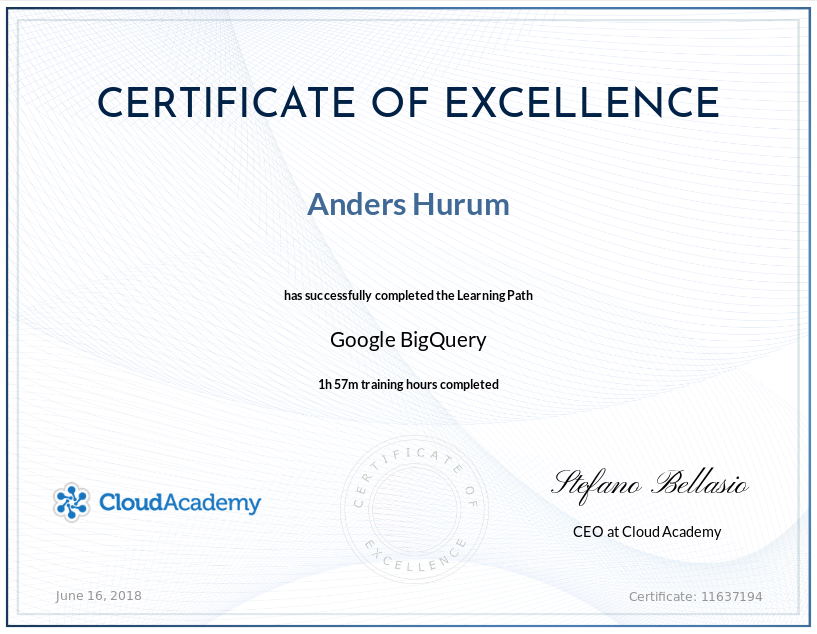 CERTIFICATE OF EXCELLENCE
Anders Hurum
has successfully completed the Learning Path
Google BigQuery
1h 57m training hours completed
CERTIFICATE OF
EXCELLENCE
CloudAcademy
Stefano Bellasio
CEO at Cloud Academy
June 16, 2018
Certificate: 11637194